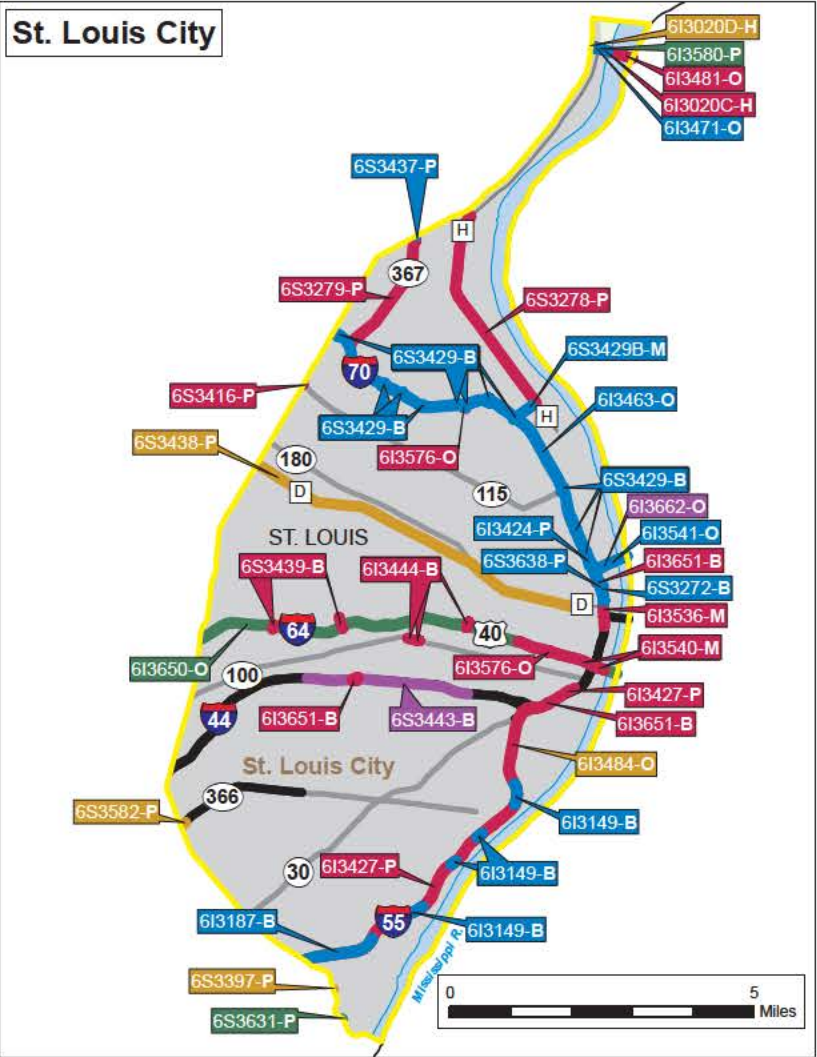 St. Louis City
6I3020D-H
6I3580-P
6I3481-O
6I3020C-H
6I3471-O
6S3437-P
H
367
6S3279-P
6S3278-P
6S3429-B
6S3429B-M
70
6S3416-P
6I3463-O
6S3429-B
H
6S3438-P
6I3576-O
180
6S3429-B
D
115
6I3662-O
6I3424-P
6I3541-O
ST. LOUIS
6S3638-P
6I3651-B
6S3439-B
6I3444-B
6S3272-B
D
6I3536-M
64
40
6I3540-M
6I3650-O
6I3576-O
100
6I3427-P
44
6I3651-B
6S3443-B
6I3651-B
St. Louis City
6I3484-O
366
6S3582-P
6I3149-B
6I3427-P
30
6I3149-B
6I3187-B
55
6I3149-B
Mississippi R.
6S3397-P
6S3631-P
0 5
Miles